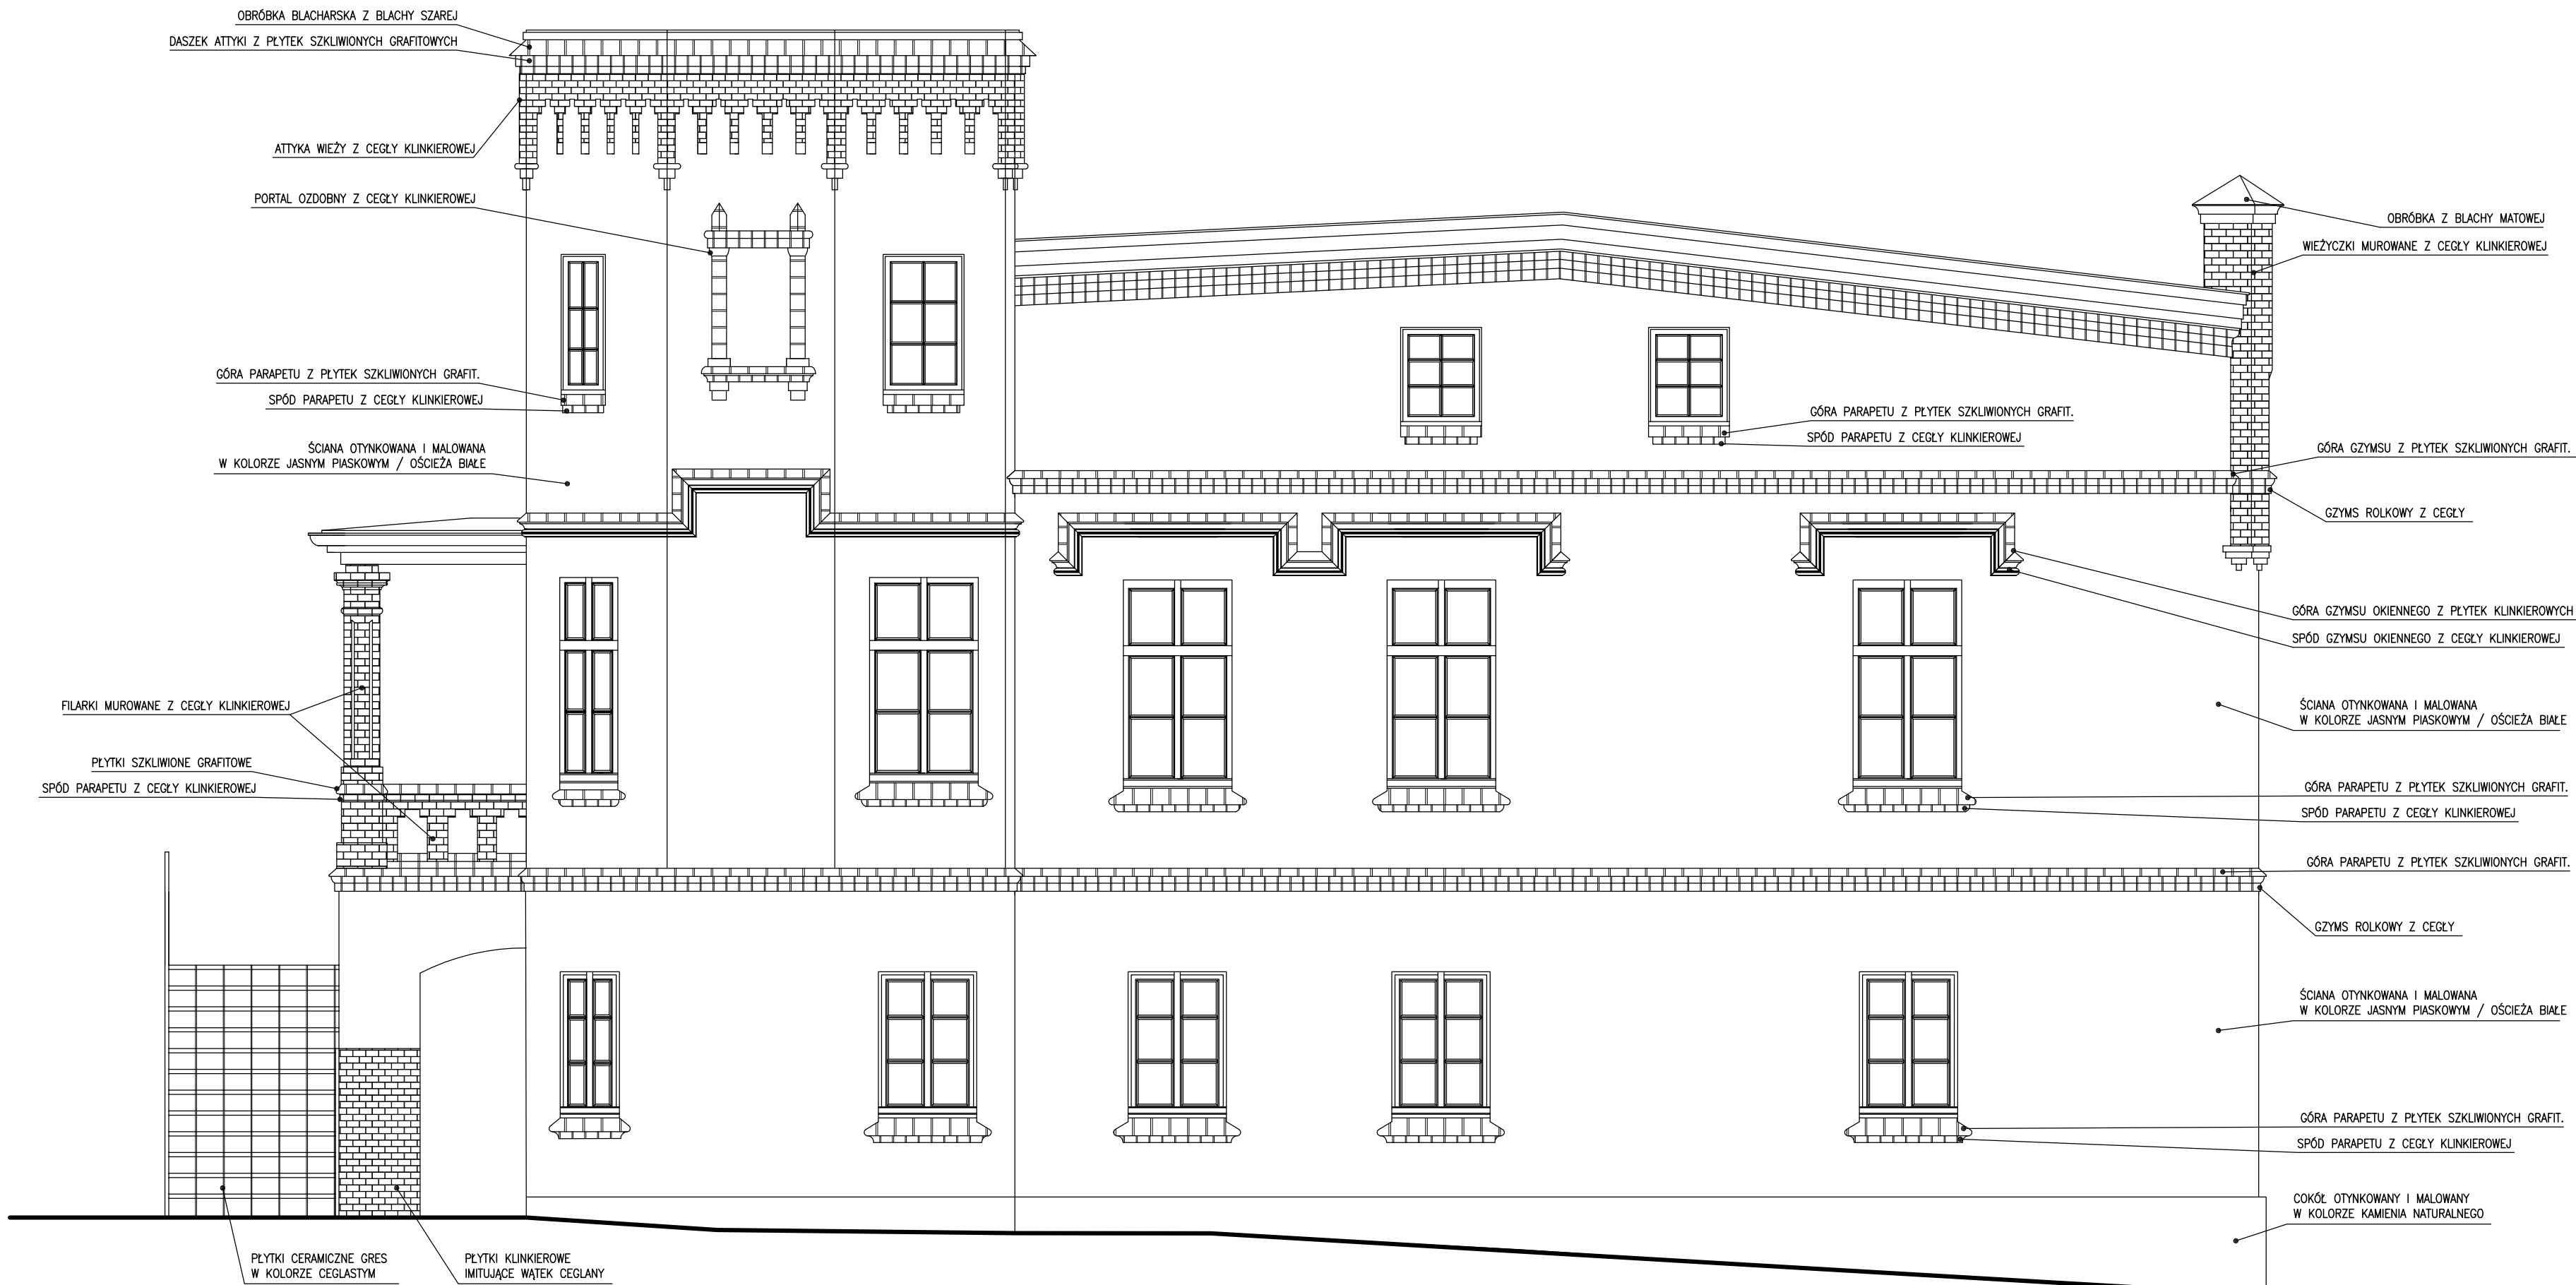 OBRÓBKA BLACHARSKA Z BLACHY SZAREJ
DASZEK ATTYKI Z PŁYTEK SZKLIWIONYCH GRAFITOWYCH
ATTYKA WIEŻY Z CEGŁY KLINKIEROWEJ
PORTAL OZDOBNY Z CEGŁY KLINKIEROWEJ
GÓRA PARAPETU Z PŁYTEK SZKLIWIONYCH GRAFIT.
SPÓD PARAPETU Z CEGŁY KLINKIEROWEJ
ŚCIANA OTYNKOWANA I MALOWANA
W KOLORZE JASNYM PIASKOWYM / OŚCIEŻA BIAŁE
FILARKI MUROWANE Z CEGŁY KLINKIEROWEJ
PŁYTKI SZKLIWIONE GRAFITOWE
SPÓD PARAPETU Z CEGŁY KLINKIEROWEJ
PŁYTKI CERAMICZNE GRES
W KOLORZE CEGLASTYM
PŁYTKI KLINKIEROWE
IMITUJĄCE WĄTEK CEGLANY
OBRÓBKA Z BLACHY MATOWEJ
WIEŻYCZKI MUROWANE Z CEGŁY KLINKIEROWEJ
GÓRA PARAPETU Z PŁYTEK SZKLIWIONYCH GRAFIT.
SPÓD PARAPETU Z CEGŁY KLINKIEROWEJ
GÓRA GZYMSU Z PŁYTEK SZKLIWIONYCH GRAFIT.
GZYMS ROLKOWY Z CEGŁY
GÓRA GZYMSU OKIENNEGO Z PŁYTEK KLINKIEROWYCH
SPÓD GZYMSU OKIENNEGO Z CEGŁY KLINKIEROWEJ
ŚCIANA OTYNKOWANA I MALOWANA
W KOLORZE JASNYM PIASKOWYM / OŚCIEŻA BIAŁE
GÓRA PARAPETU Z PŁYTEK SZKLIWIONYCH GRAFIT.
SPÓD PARAPETU Z CEGŁY KLINKIEROWEJ
GÓRA PARAPETU Z PŁYTEK SZKLIWIONYCH GRAFIT.
GZYMS ROLKOWY Z CEGŁY
ŚCIANA OTYNKOWANA I MALOWANA
W KOLORZE JASNYM PIASKOWYM / OŚCIEŻA BIAŁE
GÓRA PARAPETU Z PŁYTEK SZKLIWIONYCH GRAFIT.
SPÓD PARAPETU Z CEGŁY KLINKIEROWEJ
COKÓŁ OTYNKOWANY I MALOWANY
W KOLORZE KAMIENIA NATURALNEGO